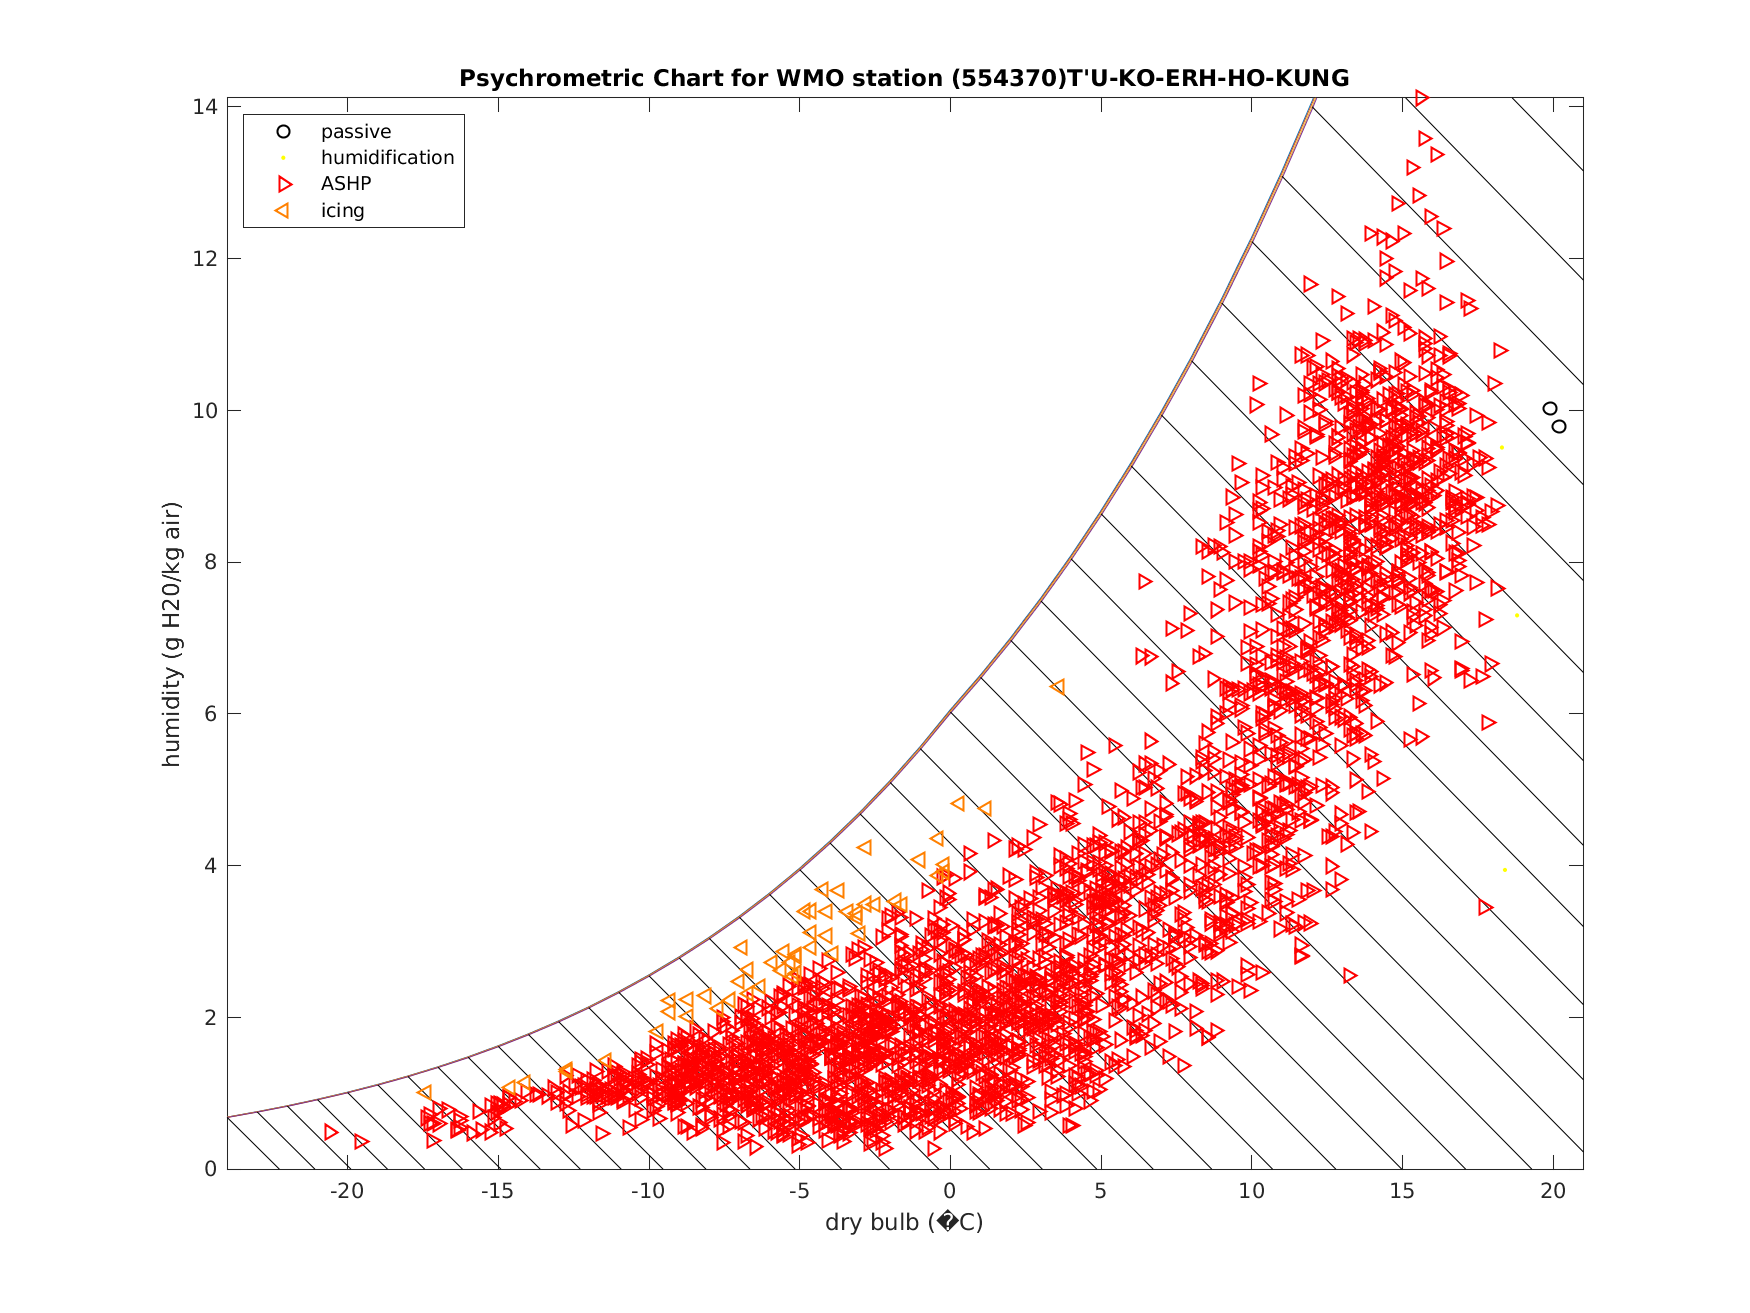 Psychrometric Chart for WMO station (554370)T'U-KO-ERH-HO-KUNG
passive
humidification
ASHP
icing
14
12
10
8
6
4
2
0
humidity (g H20/kg air)
-20 -15 -10 -5 0 5 10 15 20
dry bulb (�C)